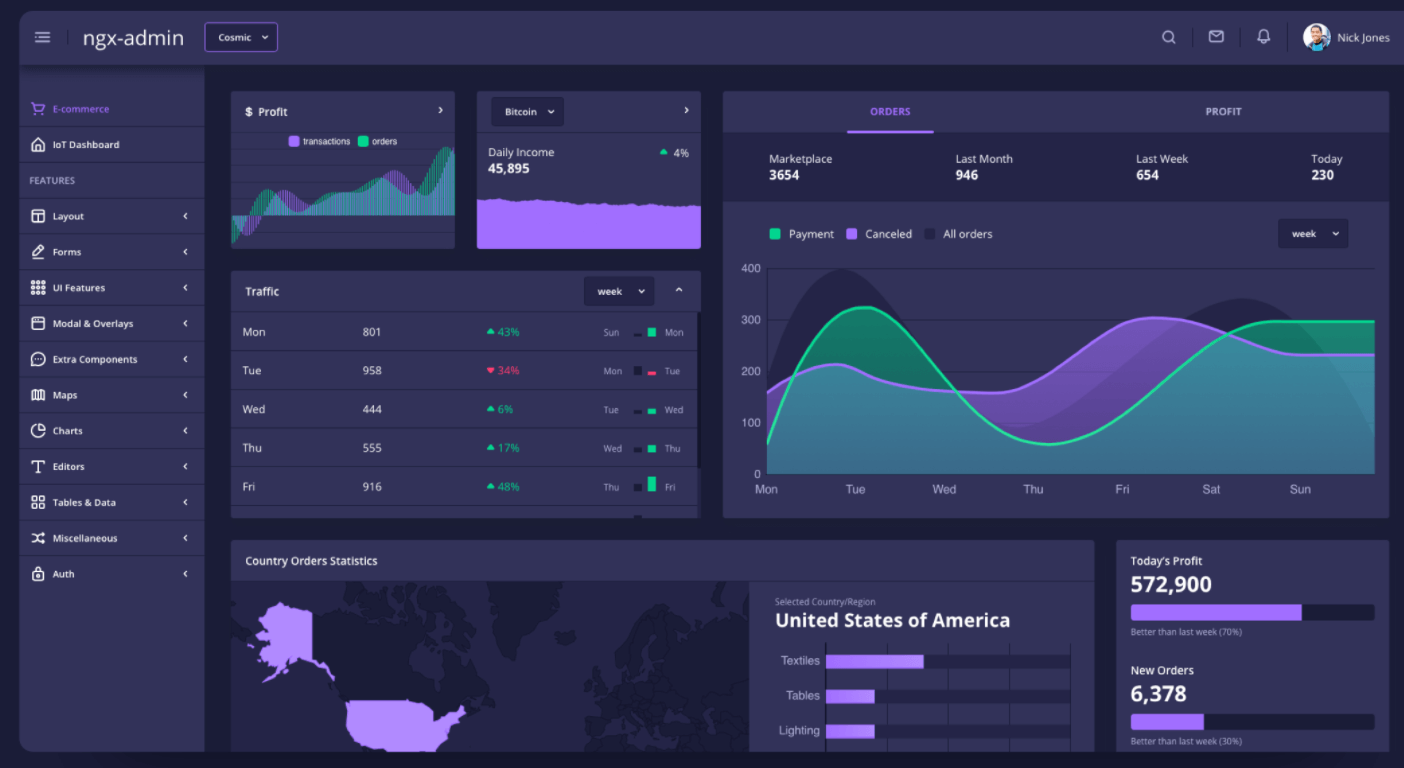 ngx-admin
Cosmic
Nick Jones
E-commerce
IoT Dashboard
FEATURES
Layout
Forms
UI Features
Modal & Overlays
Extra Components
Maps
Charts
Editors
Tables & Data
Miscellaneous
Auth
$ Profit
transactions orders
Bitcoin
Daily Income 4%
45,895
Traffic week
Mon 801 43% Sun Mon
Tue 958 34% Mon Tue
Wed 444 6% Tue Wed
Thu 555 17% Wed Thu
Fri 916 48% Thu Fri
ORDERS PROFIT
Marketplace Last Month Last Week Today
3654 946 654 230
Payment Canceled All orders week
400
300
200
100
0
Mon Tue Wed Thu Fri Sat Sun
Country Orders Statistics
Selected Country/Region
United States of America
Textiles
Tables
Lighting
Today's Profit
572,900
Better than last week (70%)
New Orders
6,378
Better than last week (30%)